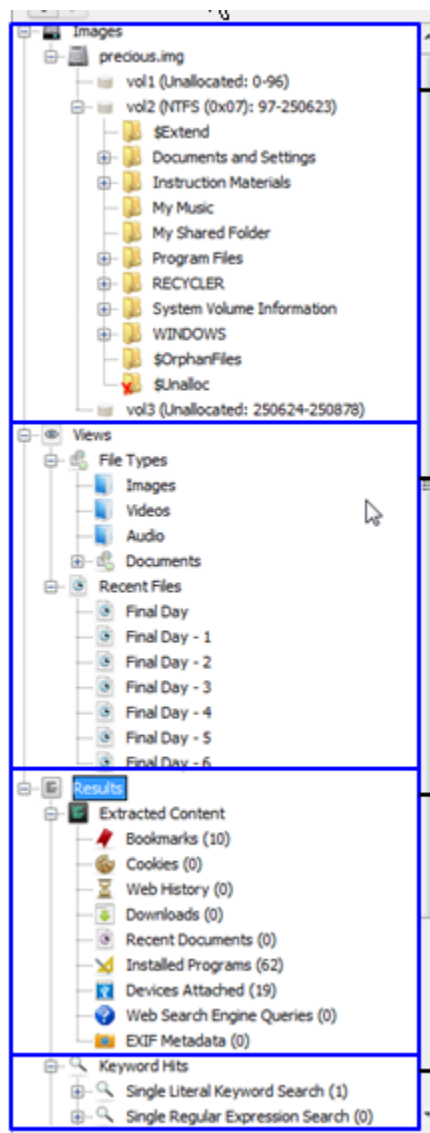 Images
precious.img
vol1 (Unallocated: 0-96)
vol2 (NTFS (0x07): 97-250623)
$Extend
Documents and Settings
Instruction Materials
My Music
My Shared Folder
Program Files
RECYCLER
System Volume Information
WINDOWS
$OrphanFiles
$Unalloc
vol3 (Unallocated: 250624-250878)
Views
File Types
Images
Videos
Audio
Documents
Recent Files
Final Day
Final Day - 1
Final Day - 2
Final Day - 3
Final Day - 4
Final Day - 5
Final Day - 6
Results
Extracted Content
Bookmarks (10)
Cookies (0)
Web History (0)
Downloads (0)
Recent Documents (0)
Installed Programs (62)
Devices Attached (19)
Web Search Engine Queries (0)
EXIF Metadata (0)
Keyword Hits
Single Literal Keyword Search (1)
Single Regular Expression Search (0)